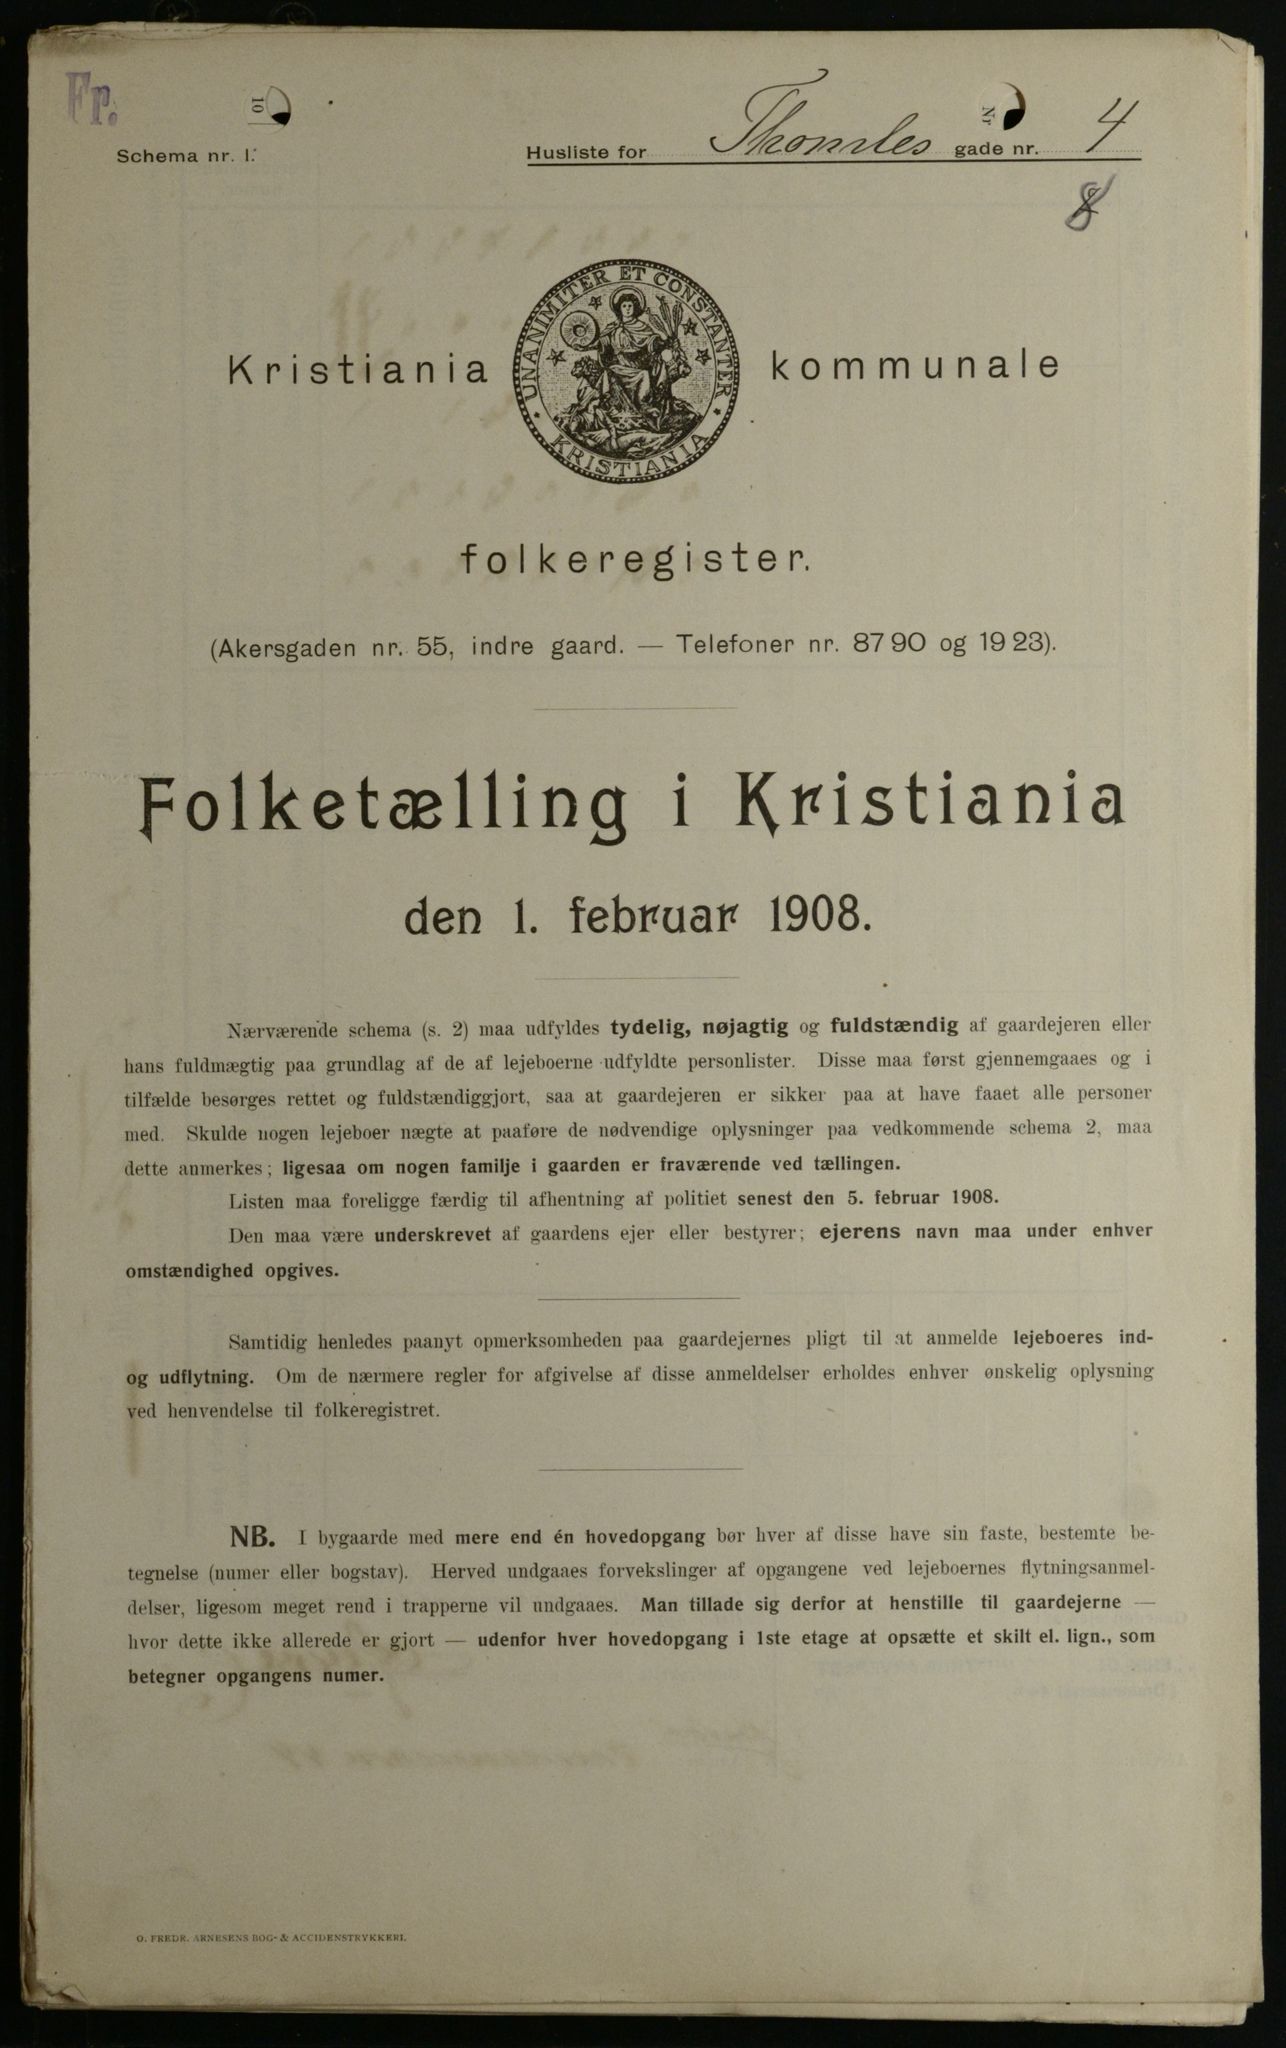 Fr.
10
Nr.
Schema nr. 1.
Husliste for Thomles gade nr. 4
8
UNANIMITER ET CONSTANTER
KRISTIANIA
Kristiania kommunale
folkeregister.
(Akersgaden nr. 55, indre gaard. — Telefoner nr. 8790 og 1923).
Folketælling i Kristiania
den 1. februar 1908.
Nærværende schema (s. 2) maa udfyldes tydelig, nøjagtig og fuldstændig af gaardejeren eller
hans fuldmægtig paa grundlag af de af lejeboerne udfyldte personlister. Disse maa først gjennemgaaes og i
tilfælde besørges rettet og fuldstændiggjort, saa at gaardejeren er sikker paa at have faaet alle personer
med. Skulde nogen lejeboer nægte at paaføre de nødvendige oplysninger paa vedkommende schema 2, maa
dette anmerkes; ligesaa om nogen familje i gaarden er fraværende ved tællingen.
Listen maa foreligge færdig til afhentning af politiet senest den 5. februar 1908.
Den maa være underskrevet af gaardens ejer eller bestyrer; ejerens navn maa under enhver
omstændighed opgives.
Samtidig henledes paanyt opmerksomheden paa gaardejernes pligt til at anmelde lejeboeres ind-
og udflytning. Om de nærmere regler for afgivelse af disse anmeldelser erholdes enhver ønskelig oplysning
ved henvendelse til folkeregistret.
NB. I bygaarde med mere end én hovedopgang bør hver af disse have sin faste, bestemte be-
tegnelse (numer eller bogstav). Herved undgaaes forvekslinger af opgangene ved lejeboernes flytningsanmel-
delser, ligesom meget rend i trapperne vil undgaaes. Man tillade sig derfor at henstille til gaardejerne —
hvor dette ikke allerede er gjort — udenfor hver hovedopgang i 1ste etage at opsætte et skilt el. lign., som
betegner opgangens numer.
O. FREDR. ARNESENS BOG- & ACCIDENSTRYKKERI.